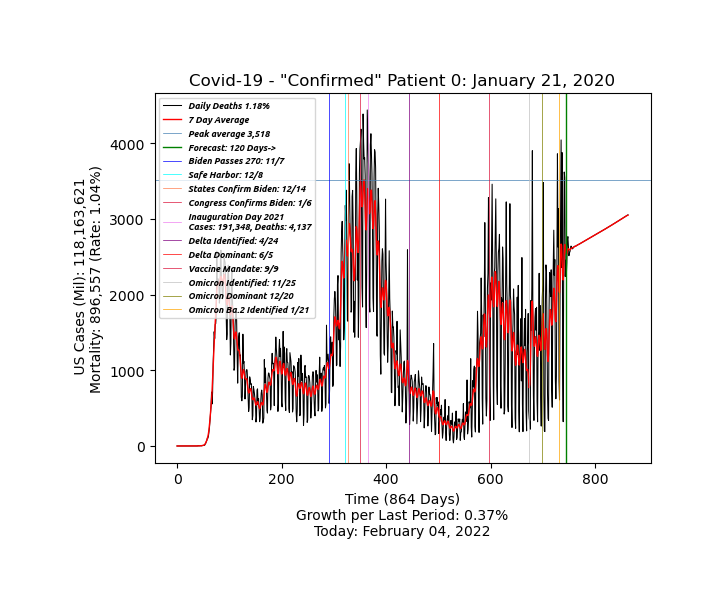 Covid-19 - "Confirmed" Patient 0: January 21, 2020
Daily Deaths 1.18%
7 Day Average
Peak average 3,518
Forecast: 120 Days->
Biden Passes 270: 11/7
Safe Harbor: 12/8
States Confirm Biden: 12/14
Congress Confirms Biden: 1/6
Inauguration Day 2021
Cases: 191,348, Deaths: 4,137
Delta Identified: 4/24
Delta Dominant: 6/5
Vaccine Mandate: 9/9
Omicron Identified: 11/25
Omicron Dominant 12/20
Omicron Ba.2 Identified 1/21
US Cases (Mil): 118,163,621
Mortality: 896,557 (Rate: 1.04%)
4000
3000
2000
1000
0
0 200 400 600 800
Time (864 Days)
Growth per Last Period: 0.37%
Today: February 04, 2022